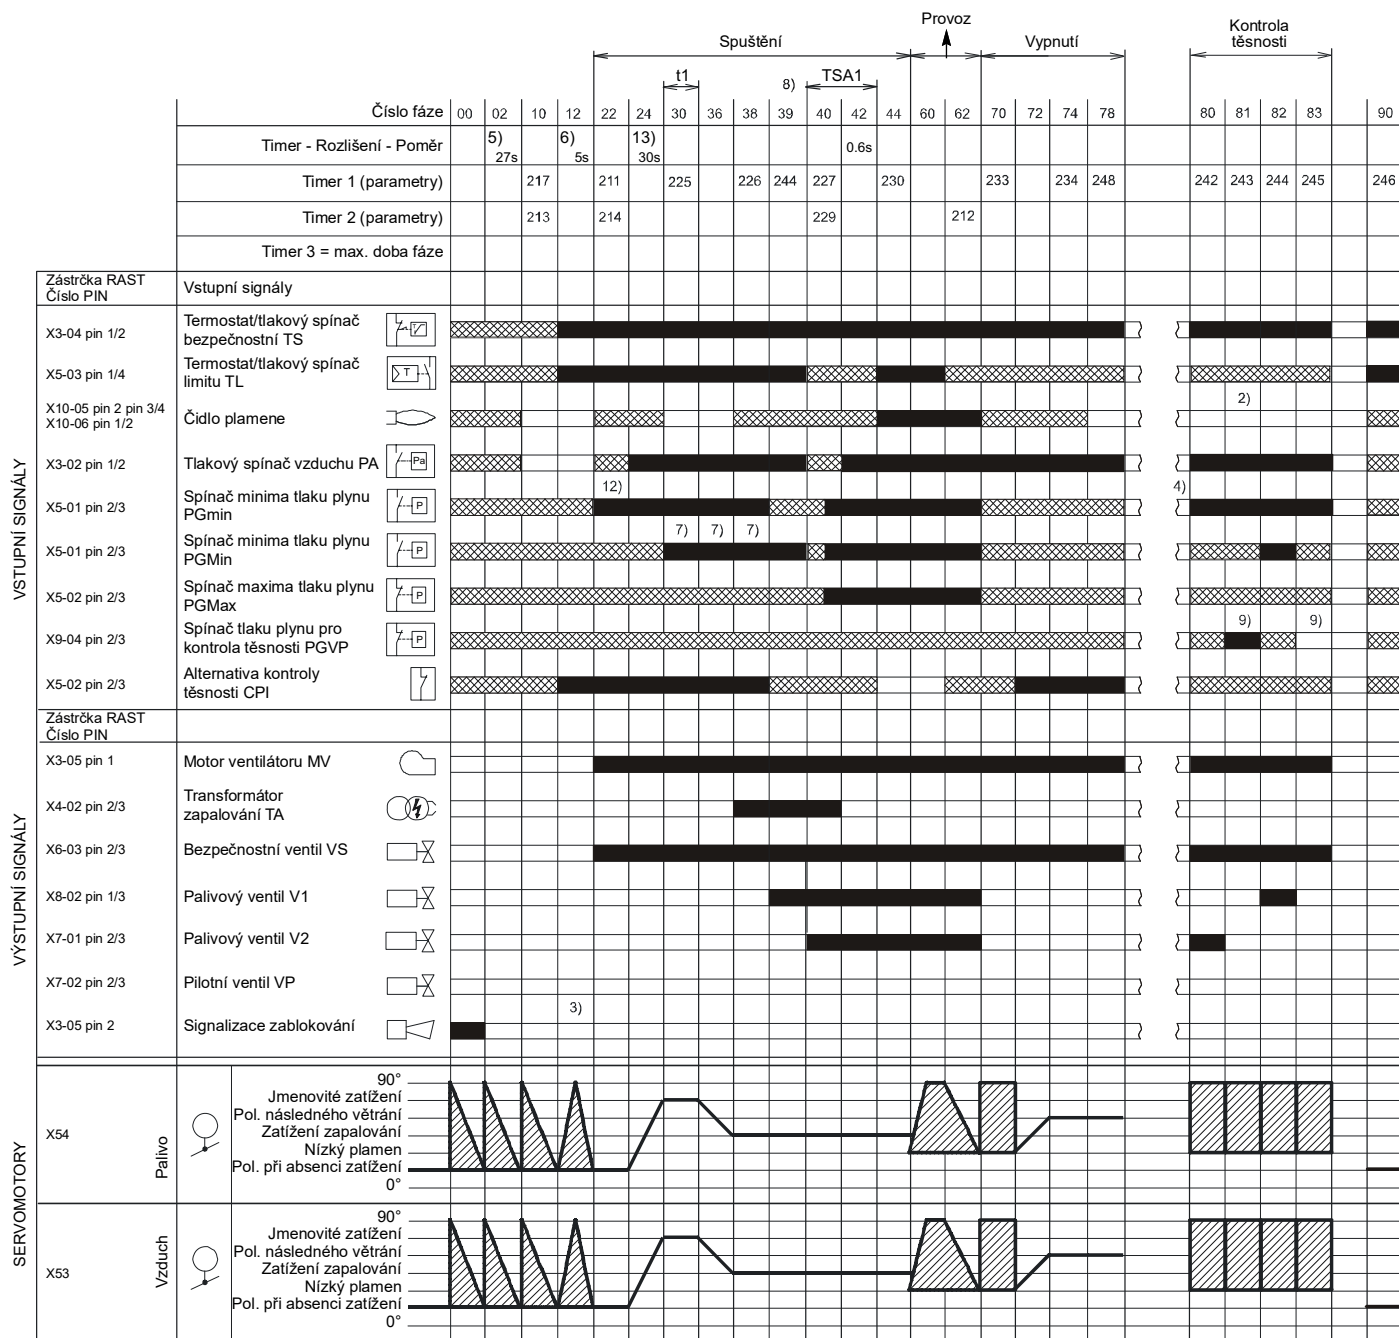 Provoz
Spuštění
Vypnutí
Kontrola
těsnosti
t1
8)
TSA1
Číslo fáze 00 02 10 12 22 24 30 36 38 39 40 42 44 60 62 70 72 74 78 80 81 82 83 90
Timer - Rozlišení - Poměr 5) 27s 6) 5s 13) 30s 0.6s
Timer 1 (parametry) 217 211 225 226 244 227 230 233 234 248 242 243 244 245 246
Timer 2 (parametry) 213 214 229 212
Timer 3 = max. doba fáze
Zástrčka RAST
Číslo PIN
Vstupní signály
VSTUPNÍ SIGNÁLY
X3-04 pin 1/2
Termostat/tlakový spínač
bezpečnostní TS
X5-03 pin 1/4
Termostat/tlakový spínač
limitu TL
T
2)
X10-05 pin 2 pin 3/4
X10-06 pin 1/2
Čidlo plamene
X3-02 pin 1/2
Tlakový spínač vzduchu PA
Pa
12)
4)
X5-01 pin 2/3
Spínač minima tlaku plynu
PGmin
P
7) 7) 7)
X5-01 pin 2/3
Spínač minima tlaku plynu
PGMin
P
X5-02 pin 2/3
Spínač maxima tlaku plynu
PGMax
P
9) 9)
X9-04 pin 2/3
Spínač tlaku plynu pro
kontrola těsnosti PGVP
P
X5-02 pin 2/3
Alternativa kontroly
těsnosti CPI
Zástrčka RAST
Číslo PIN
VÝSTUPNÍ SIGNÁLY
X3-05 pin 1
Motor ventilátoru MV
X4-02 pin 2/3
Transformátor
zapalování TA
X6-03 pin 2/3
Bezpečnostní ventil VS
X8-02 pin 1/3
Palivový ventil V1
X7-01 pin 2/3
Palivový ventil V2
X7-02 pin 2/3
Pilotní ventil VP
3)
X3-05 pin 2
Signalizace zablokování
SERVOMOTORY
X54
Palivo
90°
Jmenovité zatížení
Pol. následného větrání
Zatížení zapalování
Nízký plamen
Pol. při absenci zatížení
0°
X53
Vzduch
90°
Jmenovité zatížení
Pol. následného větrání
Zatížení zapalování
Nízký plamen
Pol. při absenci zatížení
0°